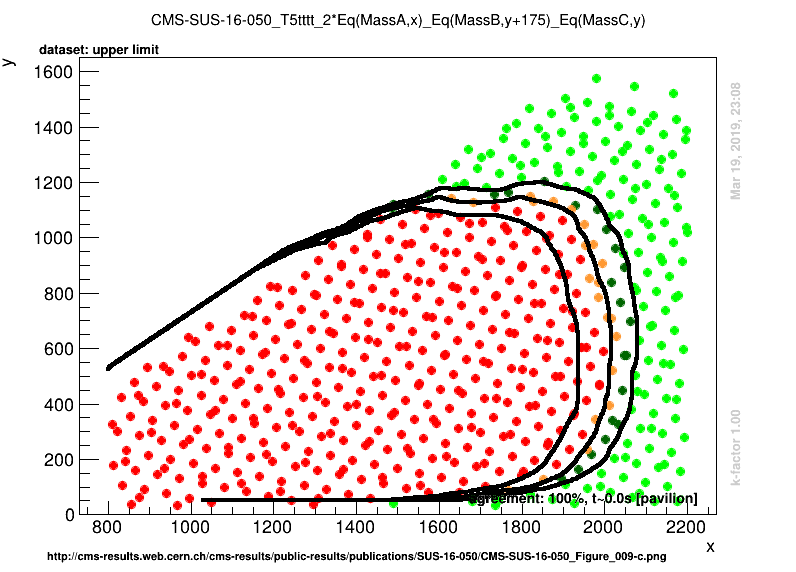 CMS-SUS-16-050_T5tttt_2*Eq(MassA,x)_Eq(MassB,y+175)_Eq(MassC,y)
dataset: upper limit
y
1600
1400
1200
1000
800
600
400
200
0
Mar 19, 2019, 23:08
k-factor 1.00
agreement: 100%, t~0.0s [pavilion]
800 1000 1200 1400 1600 1800 2000 2200
x
http://cms-results.web.cern.ch/cms-results/public-results/publications/SUS-16-050/CMS-SUS-16-050_Figure_009-c.png